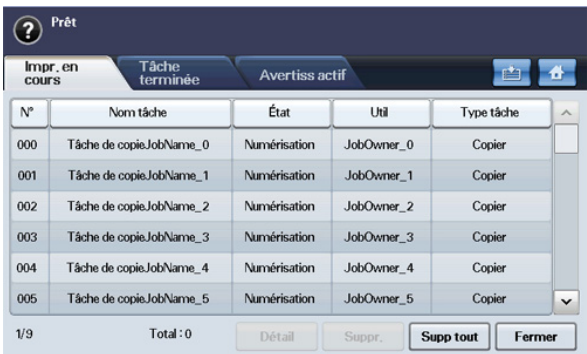 ?
Prêt
Impr. en
cours
Tâche
terminée
Avertiss actif
N° Nom tâche État Util Type tâche
000 Tâche de copieJobName_0 Numérisation JobOwner_0 Copier
001 Tâche de copieJobName_1 Numérisation JobOwner_1 Copier
002 Tâche de copieJobName_2 Numérisation JobOwner_2 Copier
003 Tâche de copieJobName_3 Numérisation JobOwner_3 Copier
004 Tâche de copieJobName_4 Numérisation JobOwner_4 Copier
005 Tâche de copieJobName_5 Numérisation JobOwner_5 Copier
1/9 Total : 0 Détail Suppr. Supp tout Fermer